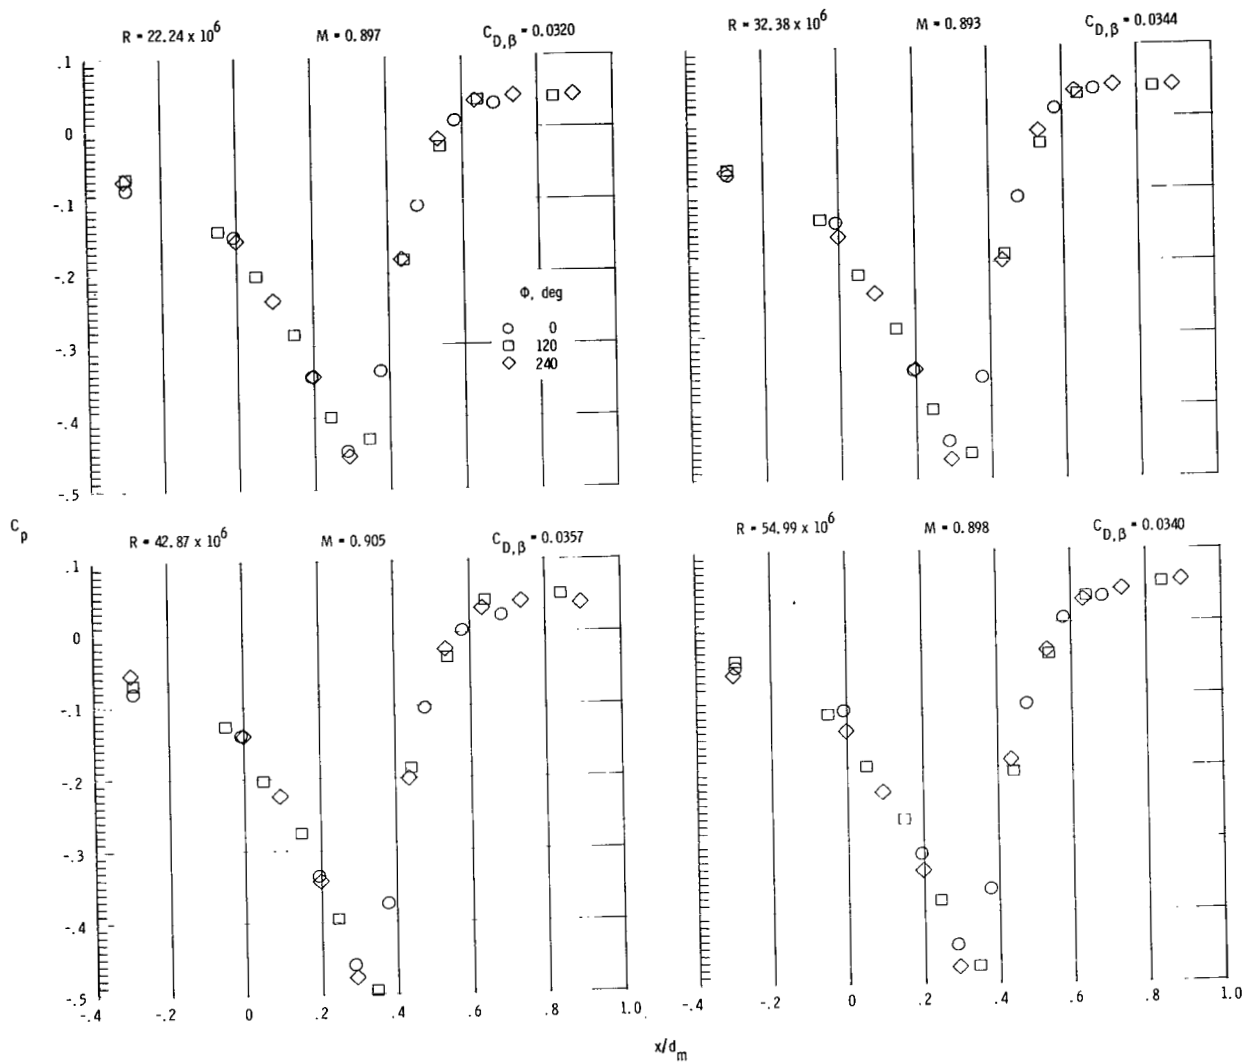 R = 22.24 x 10^6 M = 0.897 C_D,β = 0.0320
R = 32.38 x 10^6 M = 0.893 C_D,β = 0.0344
.1
0
-.1
-.2
-.3
-.4
-.5
Φ, deg
0
120
240
C_p
R = 42.87 x 10^6 M = 0.905 C_D,β = 0.0357
R = 54.99 x 10^6 M = 0.898 C_D,β = 0.0340
.1
0
-.1
-.2
-.3
-.4
-.5
-.4 -.2 0 .2 .4 .6 .8 1.0
-.4 -.2 0 .2 .4 .6 .8 1.0
x/d_m